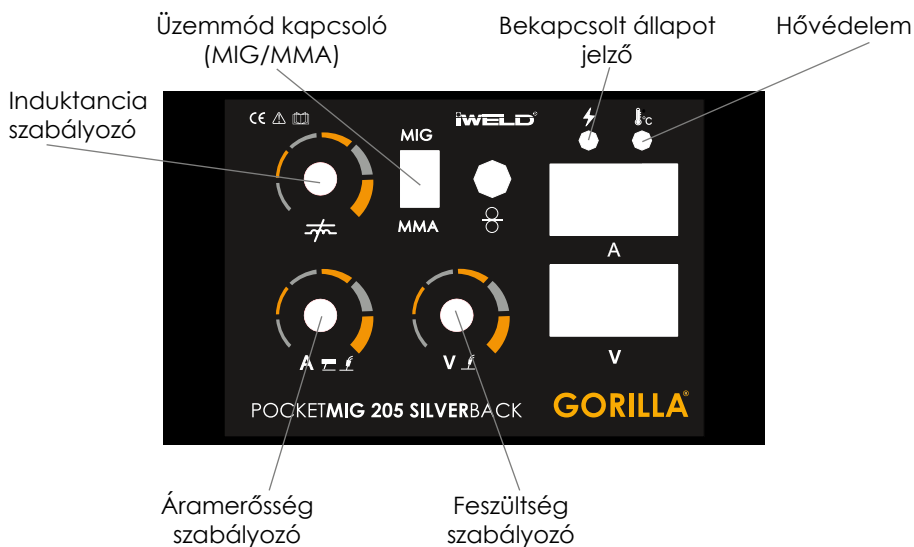 Üzemmód kapcsoló
(MIG/MMA)
Bekapcsolt állapot
jelző
Hővédelem
Induktancia
szabályozó
CE
iWELD®
°C
MIG
MMA
A
A
V
V
POCKETMIG 205 SILVERBACK
GORILLA®
Áramerősség
szabályozó
Feszültség
szabályozó